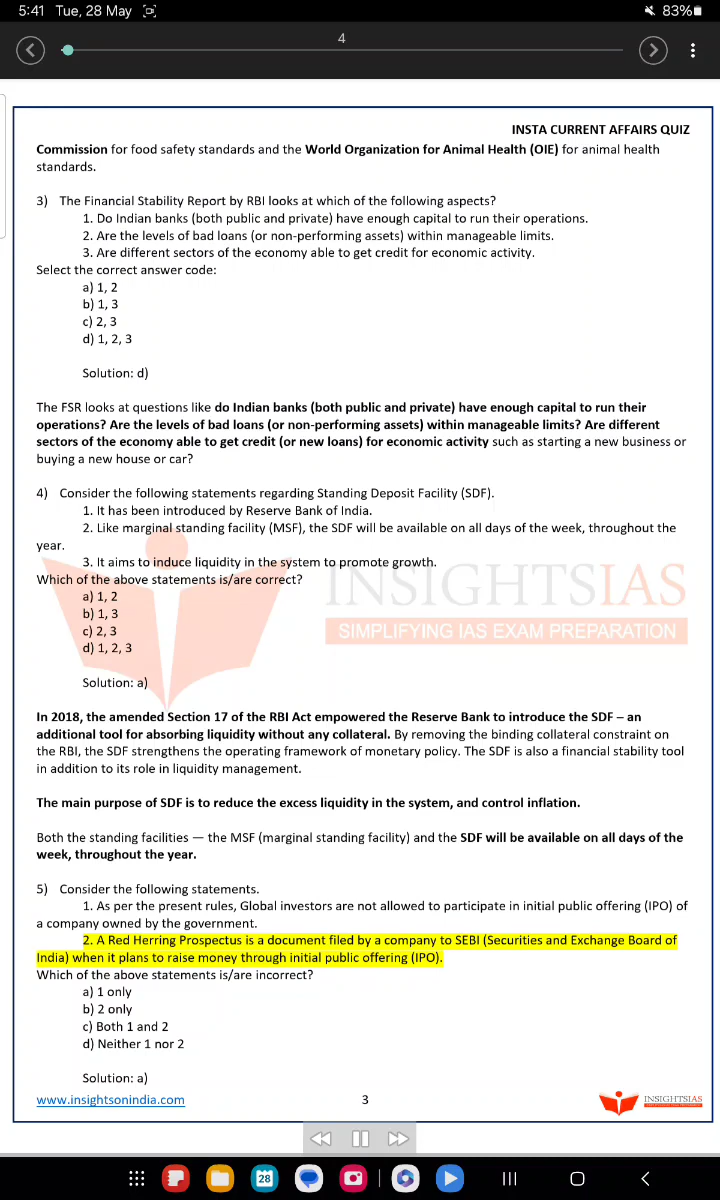 5:41 Tue, 28 May
83%
4
INSTA CURRENT AFFAIRS QUIZ
Commission for food safety standards and the World Organization for Animal Health (OIE) for animal health
standards.
3) The Financial Stability Report by RBI looks at which of the following aspects?
1. Do Indian banks (both public and private) have enough capital to run their operations.
2. Are the levels of bad loans (or non-performing assets) within manageable limits.
3. Are different sectors of the economy able to get credit for economic activity.
Select the correct answer code:
a) 1, 2
b) 1, 3
c) 2, 3
d) 1, 2, 3
Solution: d)
The FSR looks at questions like do Indian banks (both public and private) have enough capital to run their
operations? Are the levels of bad loans (or non-performing assets) within manageable limits? Are different
sectors of the economy able to get credit (or new loans) for economic activity such as starting a new business or
buying a new house or car?
4) Consider the following statements regarding Standing Deposit Facility (SDF).
1. It has been introduced by Reserve Bank of India.
2. Like marginal standing facility (MSF), the SDF will be available on all days of the week, throughout the
year.
3. It aims to induce liquidity in the system to promote growth.
Which of the above statements is/are correct?
a) 1, 2
b) 1, 3
c) 2, 3
d) 1, 2, 3
INSIGHTSIAS
SIMPLIFYING IAS EXAM PREPARATION
Solution: a)
In 2018, the amended Section 17 of the RBI Act empowered the Reserve Bank to introduce the SDF – an
additional tool for absorbing liquidity without any collateral. By removing the binding collateral constraint on
the RBI, the SDF strengthens the operating framework of monetary policy. The SDF is also a financial stability tool
in addition to its role in liquidity management.
The main purpose of SDF is to reduce the excess liquidity in the system, and control inflation.
Both the standing facilities — the MSF (marginal standing facility) and the SDF will be available on all days of the
week, throughout the year.
5) Consider the following statements.
1. As per the present rules, Global investors are not allowed to participate in initial public offering (IPO) of
a company owned by the government.
2. A Red Herring Prospectus is a document filed by a company to SEBI (Securities and Exchange Board of
India) when it plans to raise money through initial public offering (IPO).
Which of the above statements is/are incorrect?
a) 1 only
b) 2 only
c) Both 1 and 2
d) Neither 1 nor 2
Solution: a)
www.insightsonindia.com
3
INSIGHTSIAS
28